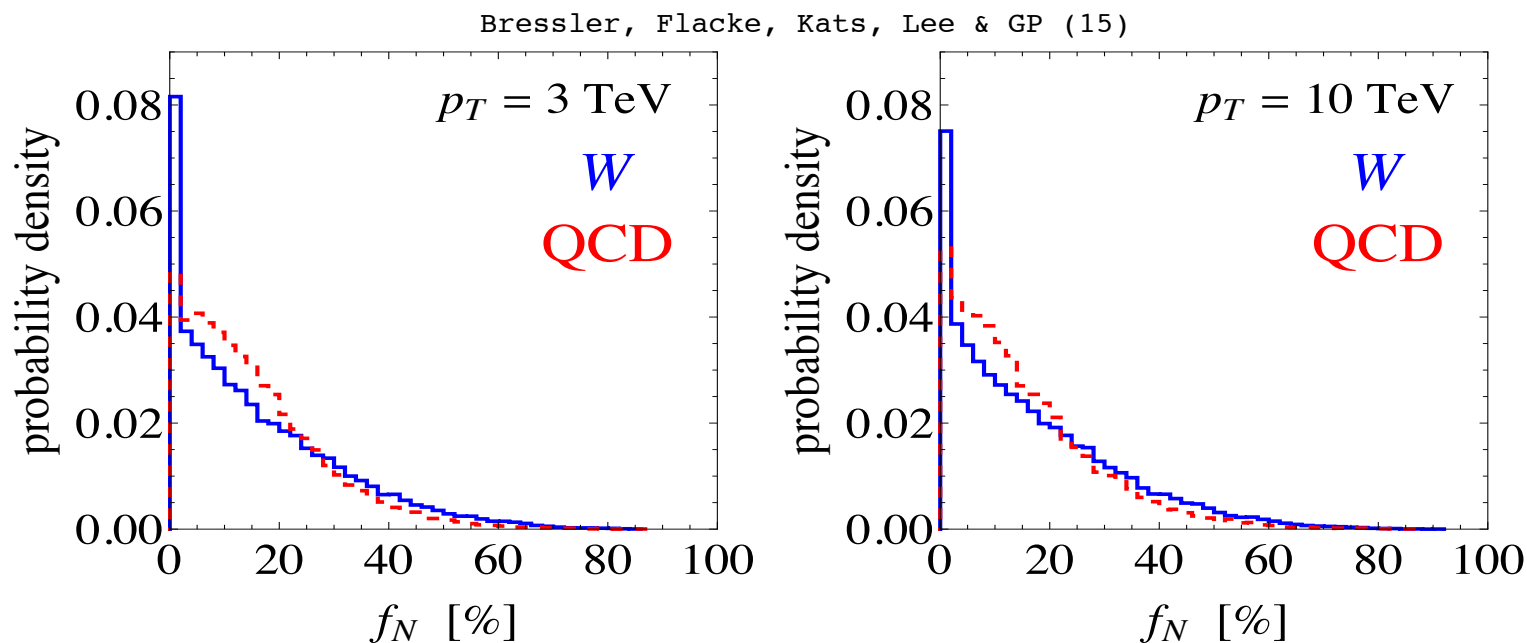 Bressler, Flacke, Kats, Lee & GP (15)
probability density
0.08
0.06
0.04
0.02
0.00
p_T = 3 TeV
W
QCD
0 20 40 60 80 100
f_N [%]
probability density
0.08
0.06
0.04
0.02
0.00
p_T = 10 TeV
W
QCD
0 20 40 60 80 100
f_N [%]